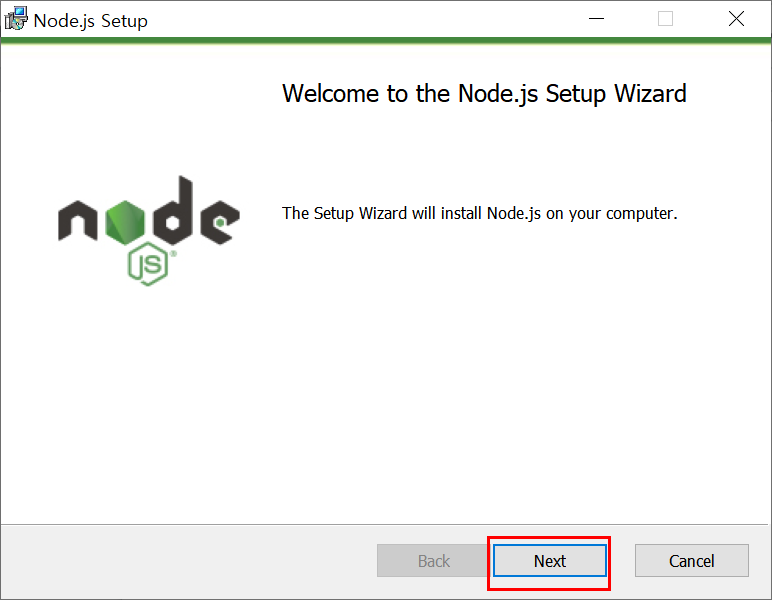 Node.js Setup
Welcome to the Node.js Setup Wizard
The Setup Wizard will install Node.js on your computer.
node
JS®
Back
Next
Cancel